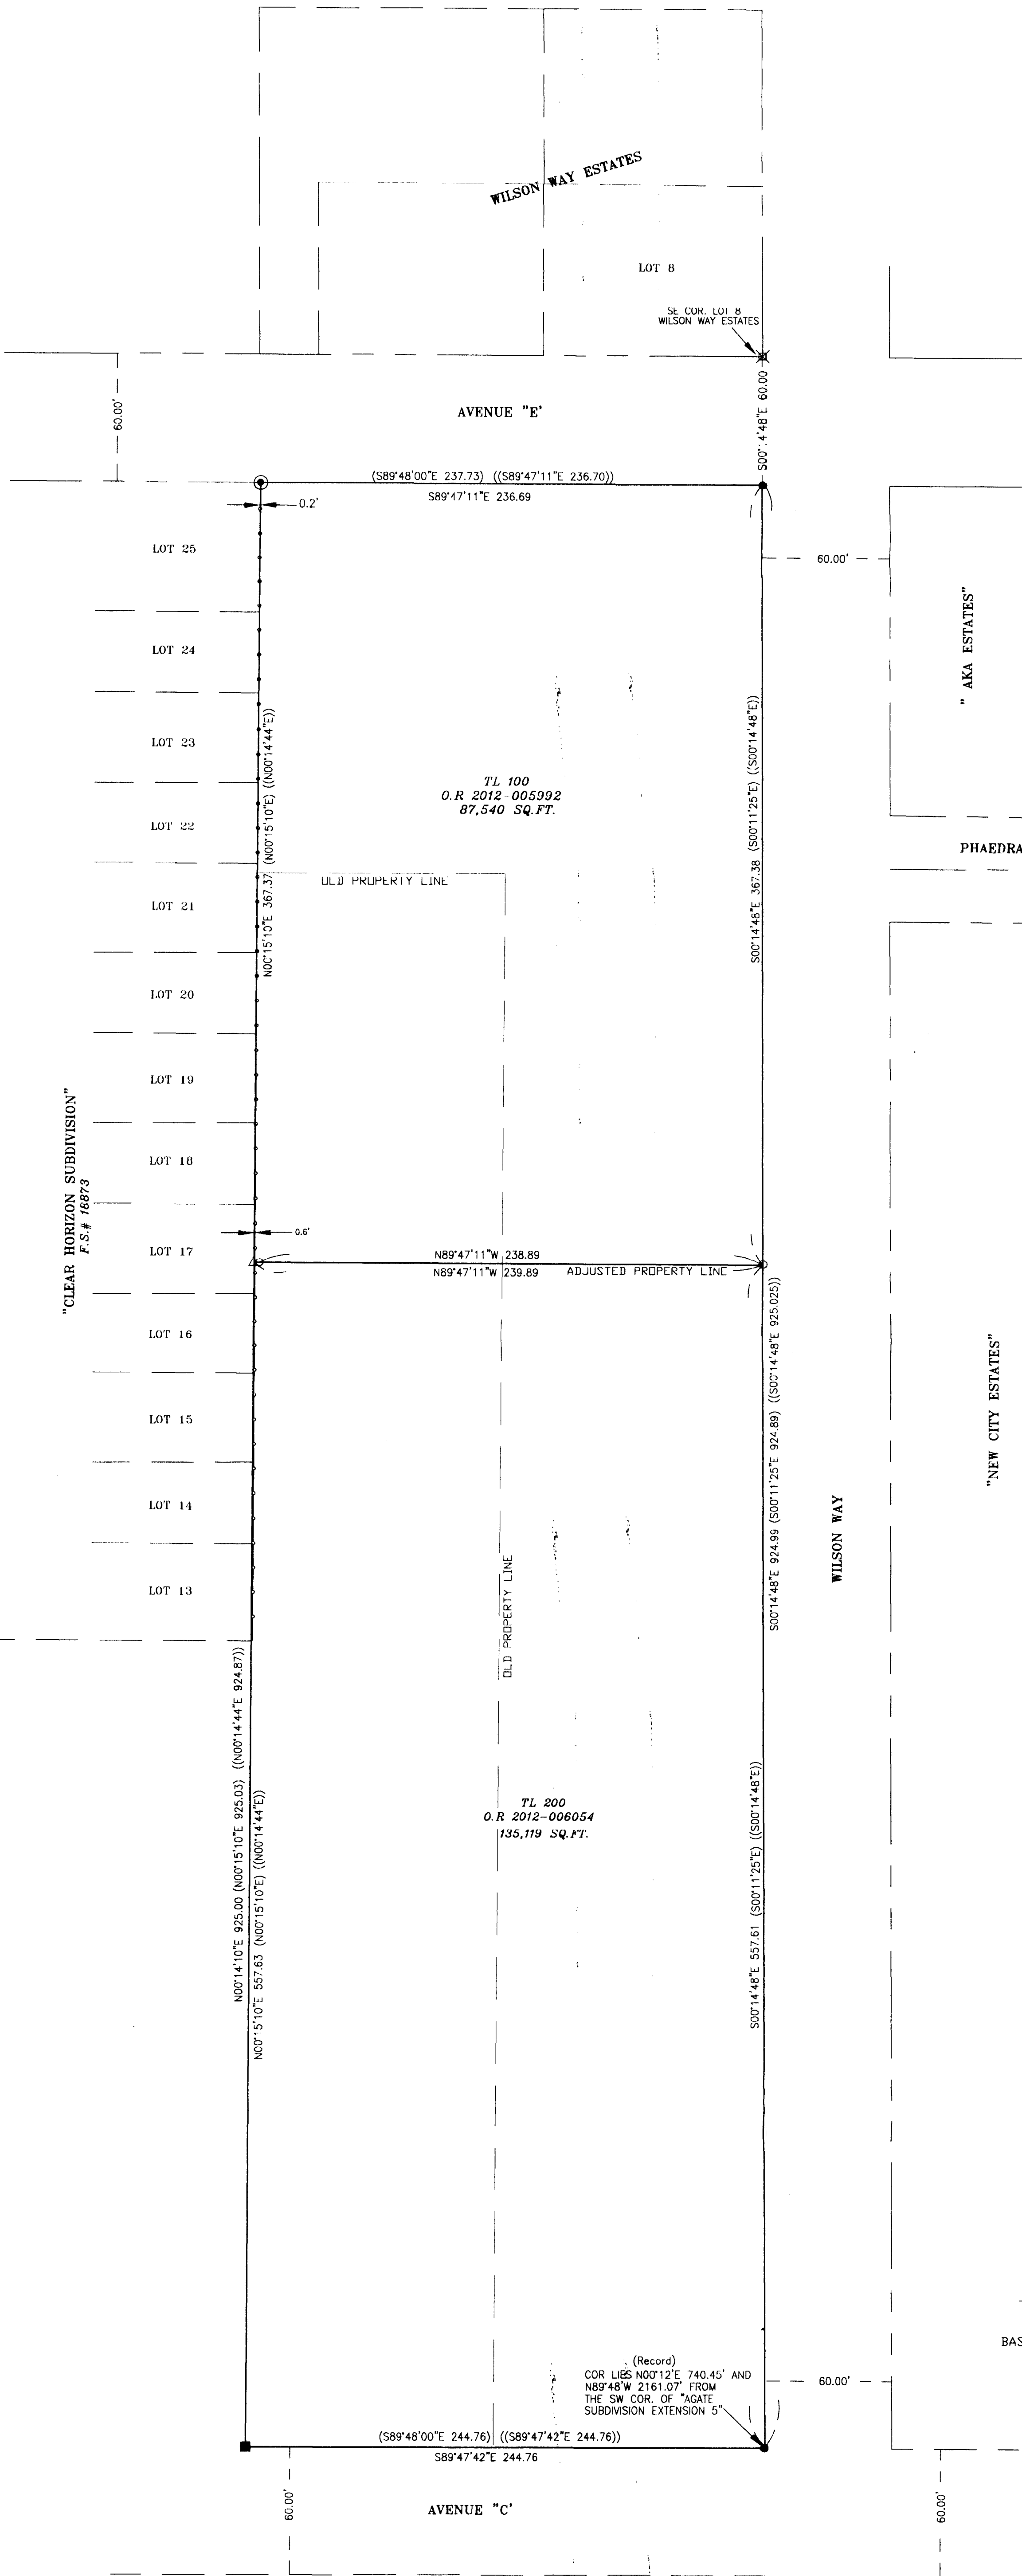 WILSON WAY ESTATES
LOT 8
SE COR. LOT 8
WILSON WAY ESTATES
60.00'
AVENUE "E'
S00°14'48"E 60.00
(S89°48'00"E 237.73) ((S89°47'11"E 236.70))
S89°47'11"E 236.69
0.2'
LOT 25
60.00'
LOT 24
" AKA ESTATES"
LOT 23
N00°15'10"E 367.37 (N00°15'10"E) ((N00°14'44"E))
TL 100
O.R 2012-005992
87,540 SQ.FT.
S00°14'48"E 367.38 (S00°11'25"E) ((S00°14'48"E))
LOT 22
PHAEDRA
OLD PROPERTY LINE
LOT 21
LOT 20
LOT 19
"CLEAR HORIZON SUBDIVISION"
F.S.# 18873
LOT 18
0.6'
LOT 17
N89°47'11"W 238.89
N89°47'11"W 239.89
ADJUSTED PROPERTY LINE
LOT 16
S00°14'48"E 924.99 (S00°11'25"E 924.89) ((S00°14'48"E 925.025))
"NEW CITY ESTATES"
LOT 15
LOT 14
WILSON WAY
LOT 13
OLD PROPERTY LINE
N00°14'10"E 925.00 (N00°15'10"E 925.03) ((N00°14'44"E 924.87))
N00°15'10"E 557.63 (N00°15'10"E) ((N00°14'44"E))
TL 200
O.R 2012-006054
135,119 SQ.FT.
S00°14'48"E 557.61 (S00°11'25"E) ((S00°14'48"E))
BAS
(Record)
COR LIES N00°12'E 740.45' AND
N89°48'W 2161.07' FROM
THE SW COR. OF "AGATE
SUBDIVISION EXTENSION 5"
60.00'
(S89°48'00"E 244.76) ((S89°47'42"E 244.76))
S89°47'42"E 244.76
60.00'
AVENUE "C'
60.00'